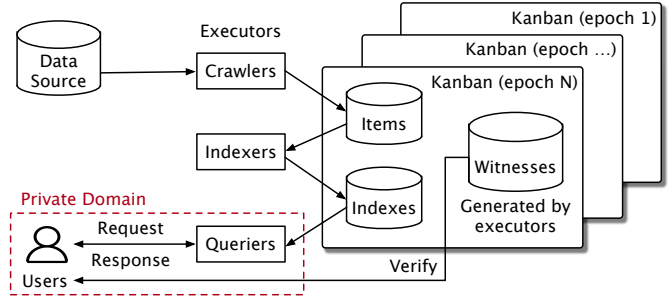 Kanban (epoch 1)
Kanban (epoch ...)
Kanban (epoch N)
Data
Source
Executors
Crawlers
Items
Indexers
Witnesses
Indexes
Generated by
executors
Private Domain
Request
Response
Queriers
Users
Verify